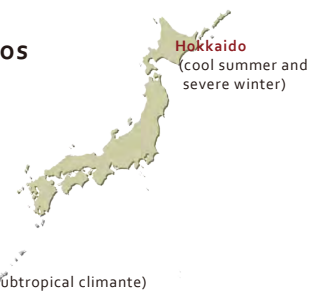 os
Hokkaido
(cool summer and
severe winter)
ubtropical climante)